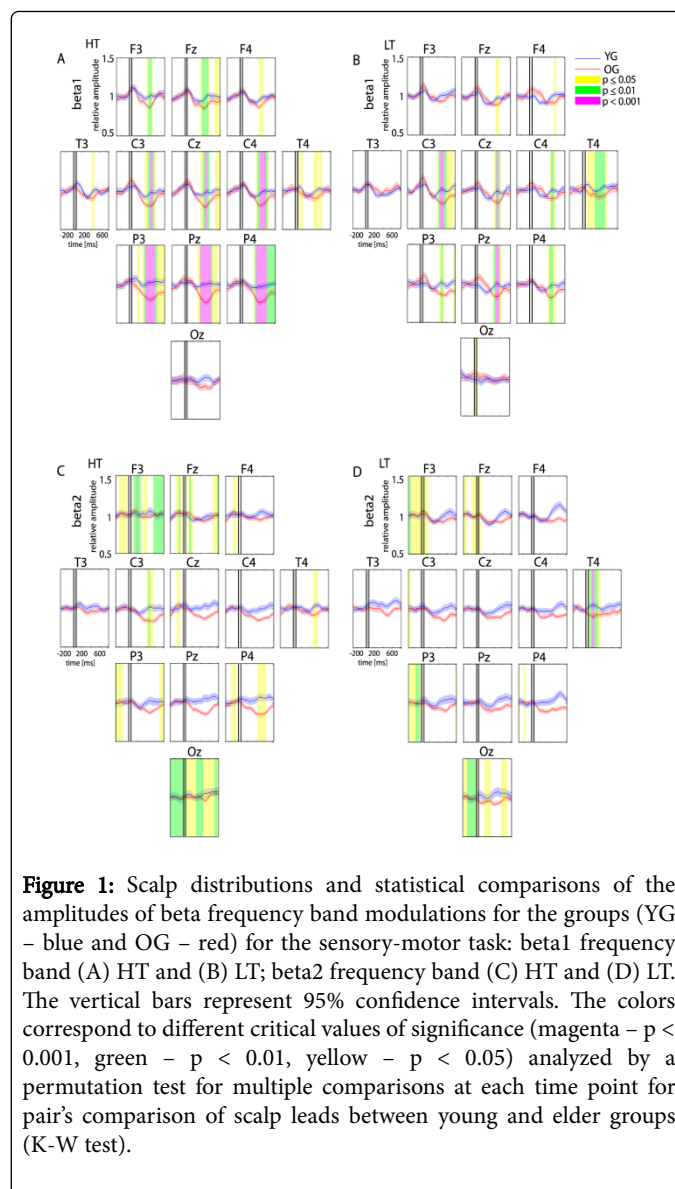 A
HT
F3
Fz
F4
beta1
relative amplitude
1.5
1
0.5
T3
C3
Cz
C4
T4
-200 200 600
time [ms]
P3
Pz
P4
Oz
B
LT
F3
Fz
F4
YG
OG
p ≤ 0.05
p ≤ 0.01
p < 0.001
beta1
relative amplitude
1.5
1
0.5
T3
C3
Cz
C4
T4
-200 200 600
time [ms]
P3
Pz
P4
Oz
C
HT
F3
Fz
F4
beta2
relative amplitude
1.5
1
0.5
T3
C3
Cz
C4
T4
-200 200 600
time [ms]
P3
Pz
P4
Oz
D
LT
F3
Fz
F4
beta2
relative amplitude
1.5
1
0.5
T3
C3
Cz
C4
T4
-200 200 600
time [ms]
P3
Pz
P4
Oz
Figure 1: Scalp distributions and statistical comparisons of the
amplitudes of beta frequency band modulations for the groups (YG
– blue and OG – red) for the sensory-motor task: beta1 frequency
band (A) HT and (B) LT; beta2 frequency band (C) HT and (D) LT.
The vertical bars represent 95% confidence intervals. The colors
correspond to different critical values of significance (magenta – p <
0.001, green – p < 0.01, yellow – p < 0.05) analyzed by a
permutation test for multiple comparisons at each time point for
pair's comparison of scalp leads between young and elder groups
(K-W test).